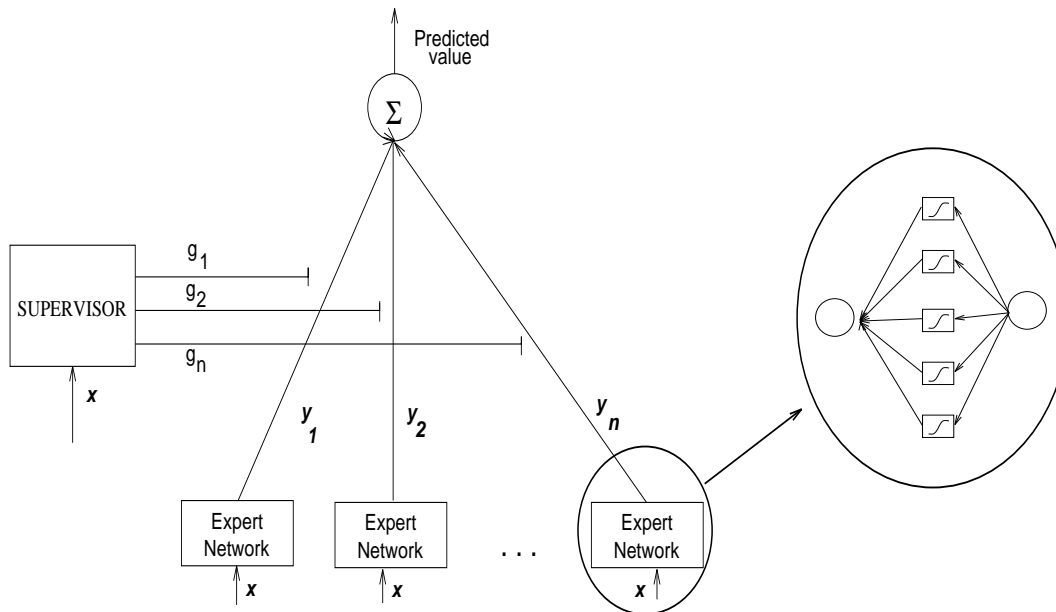 Predicted
value
Σ
g1
g2
gn
SUPERVISOR
x
y1
y2
yn
Expert
Network
Expert
Network
. . .
Expert
Network
x
x
x